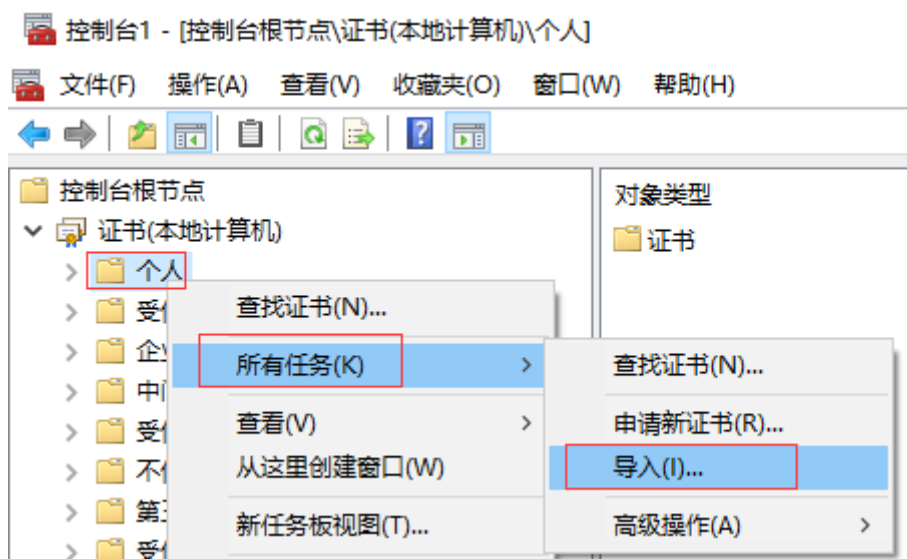 控制台1 - [控制台根节点\证书(本地计算机)\个人]
文件(F) 操作(A) 查看(V) 收藏夹(O) 窗口(W) 帮助(H)
控制台根节点
证书(本地计算机)
个人
受
企
中
受
不
第
受
查找证书(N)...
所有任务(K)
查看(V)
从这里创建窗口(W)
新任务板视图(T)...
对象类型
证书
查找证书(N)...
申请新证书(R)...
导入(I)...
高级操作(A)